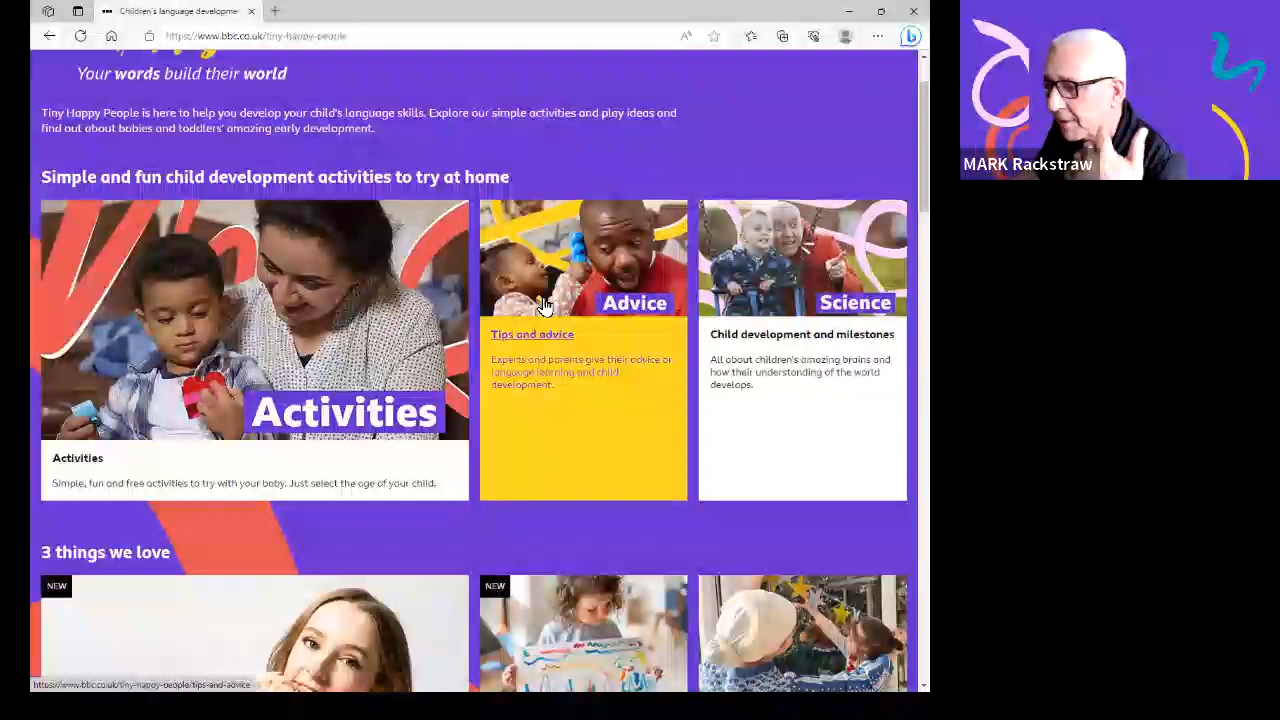 Children's language developme
https://www.bbc.co.uk/tiny-happy-people
Your words build their world
Tiny Happy People is here to help you develop your child's language skills. Explore our simple activities and play ideas and
find out about babies and toddlers' amazing early development.
Simple and fun child development activities to try at home
Activities
Advice
Science
Activities
Simple, fun and free activities to try with your baby. Just select the age of your child.
Tips and advice
Experts and parents give their advice or
language learning and child
development.
Child development and milestones
All about children's amazing brains and
how their understanding of the world
develops.
3 things we love
NEW
NEW
https://www.bbc.co.uk/tiny-happy-people/tips-and-advice
MARK Rackstraw